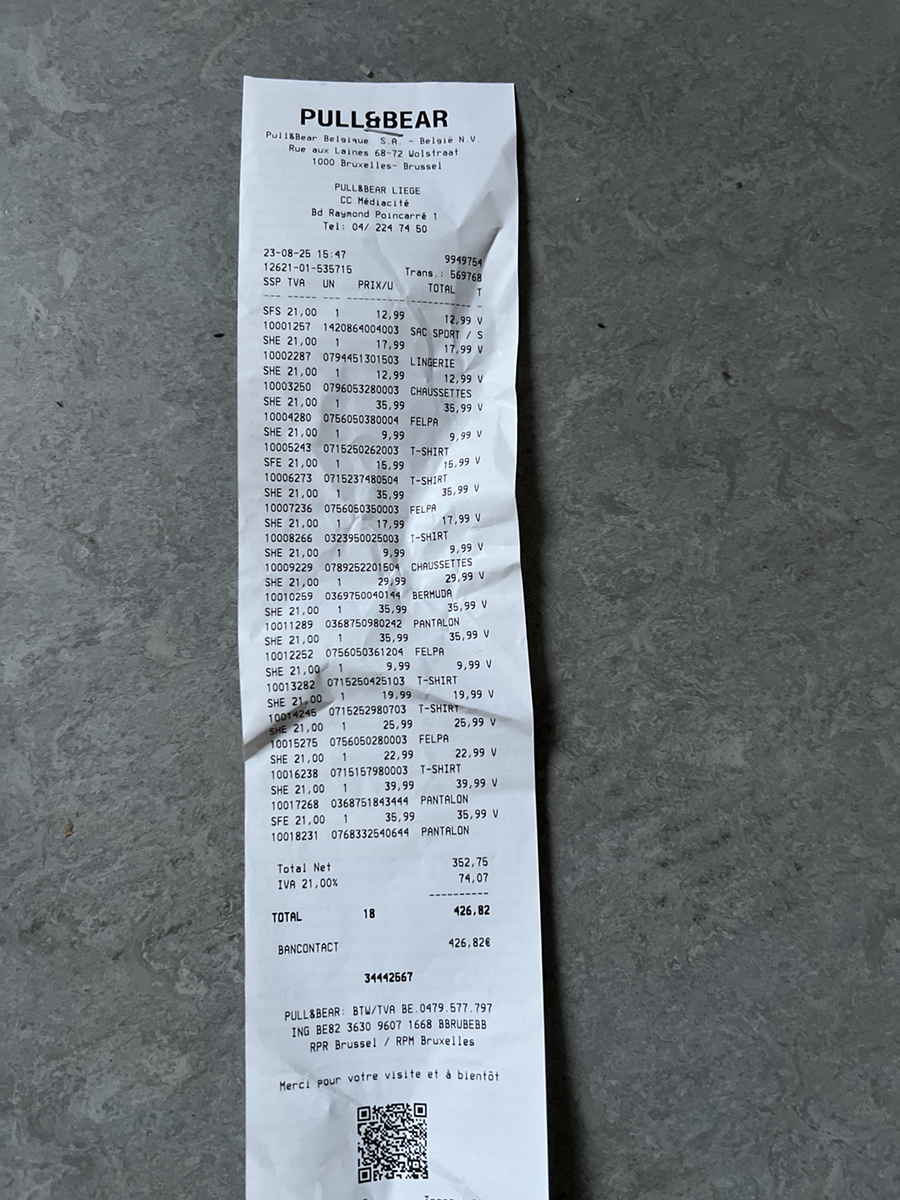 PULL&BEAR
Pull&Bear Belgique S.A. - België N.V.
Rue aux Laines 68-72 Wolstraat
1000 Bruxelles- Brussel
PULL&BEAR LIEGE
CC Médiacité
Bd Raymond Poincarré 1
Tel: 04/ 224 74 50
23-08-25 15:47 9949764
12621-01-535715 Trans.: 569768
SSP TVA UN PRIX/U TOTAL T
--- --- --- --- --- -
SFS 21,00 1 12,99 12,99 V
10001257 1420864004003 SAC SPORT / S
SHE 21,00 1 17,99 17,99 V
10002287 0794451301503 LINGERIE
SHE 21,00 1 12,99 12,99 V
10003250 0796053280003 CHAUSSETTES
SHE 21,00 1 35,99 35,99 V
10004280 0756050380004 FELPA
SHE 21,00 1 9,99 9,99 V
10005243 0715250262003 T-SHIRT
SFE 21,00 1 15,99 15,99 V
10006273 0715237480504 T-SHIRT
SHE 21,00 1 35,99 35,99 V
10007236 0756050350003 FELPA
SHE 21,00 1 17,99 17,99 V
10008266 0323950025003 T-SHIRT
SHE 21,00 1 9,99 9,99 V
10009229 0789252201504 CHAUSSETTES
SHE 21,00 1 29,99 29,99 V
10010259 0369750040144 BERMUDA
SHE 21,00 1 35,99 35,99 V
10011289 0368750980242 PANTALON
SHE 21,00 1 35,99 35,99 V
10012252 0756050361204 FELPA
SHE 21,00 1 9,99 9,99 V
10013282 0715250425103 T-SHIRT
SHE 21,00 1 19,99 19,99 V
10014245 0715252980703 T-SHIRT
SHE 21,00 1 25,99 25,99 V
10015275 0756050280003 FELPA
SHE 21,00 1 22,99 22,99 V
10016238 0715157980003 T-SHIRT
SHE 21,00 1 39,99 39,99 V
10017268 0368751843444 PANTALON
SFE 21,00 1 35,99 35,99 V
10018231 0768332540644 PANTALON
Total Net 352,75
IVA 21,00% 74,07
----------
TOTAL 18 426,82
BANCONTACT 426,82€
34442567
PULL&BEAR: BTW/TVA BE.0479.577.797
ING BE82 3630 9607 1668 BBRUBEBB
RPR Brussel / RPM Bruxelles
Merci pour votre visite et à bientôt